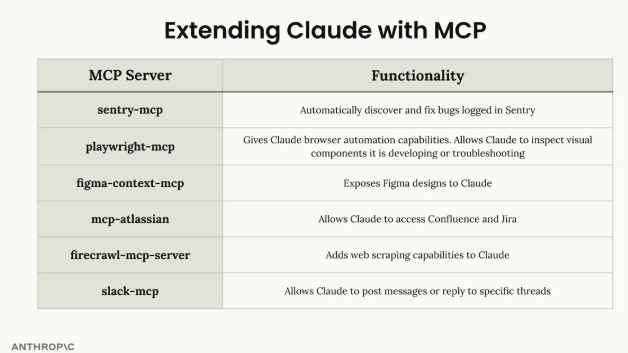 Extending Claude with MCP
MCP Server
Functionality
sentry-mcp
Automatically discover and fix bugs logged in Sentry
playwright-mcp
Gives Claude browser automation capabilities. Allows Claude to inspect visual
components it is developing or troubleshooting
figma-context-mcp
Exposes Figma designs to Claude
mcp-atlassian
Allows Claude to access Confluence and Jira
firecrawl-mcp-server
Adds web scraping capabilities to Claude
slack-mcp
Allows Claude to post messages or reply to specific threads
ANTHROP\C